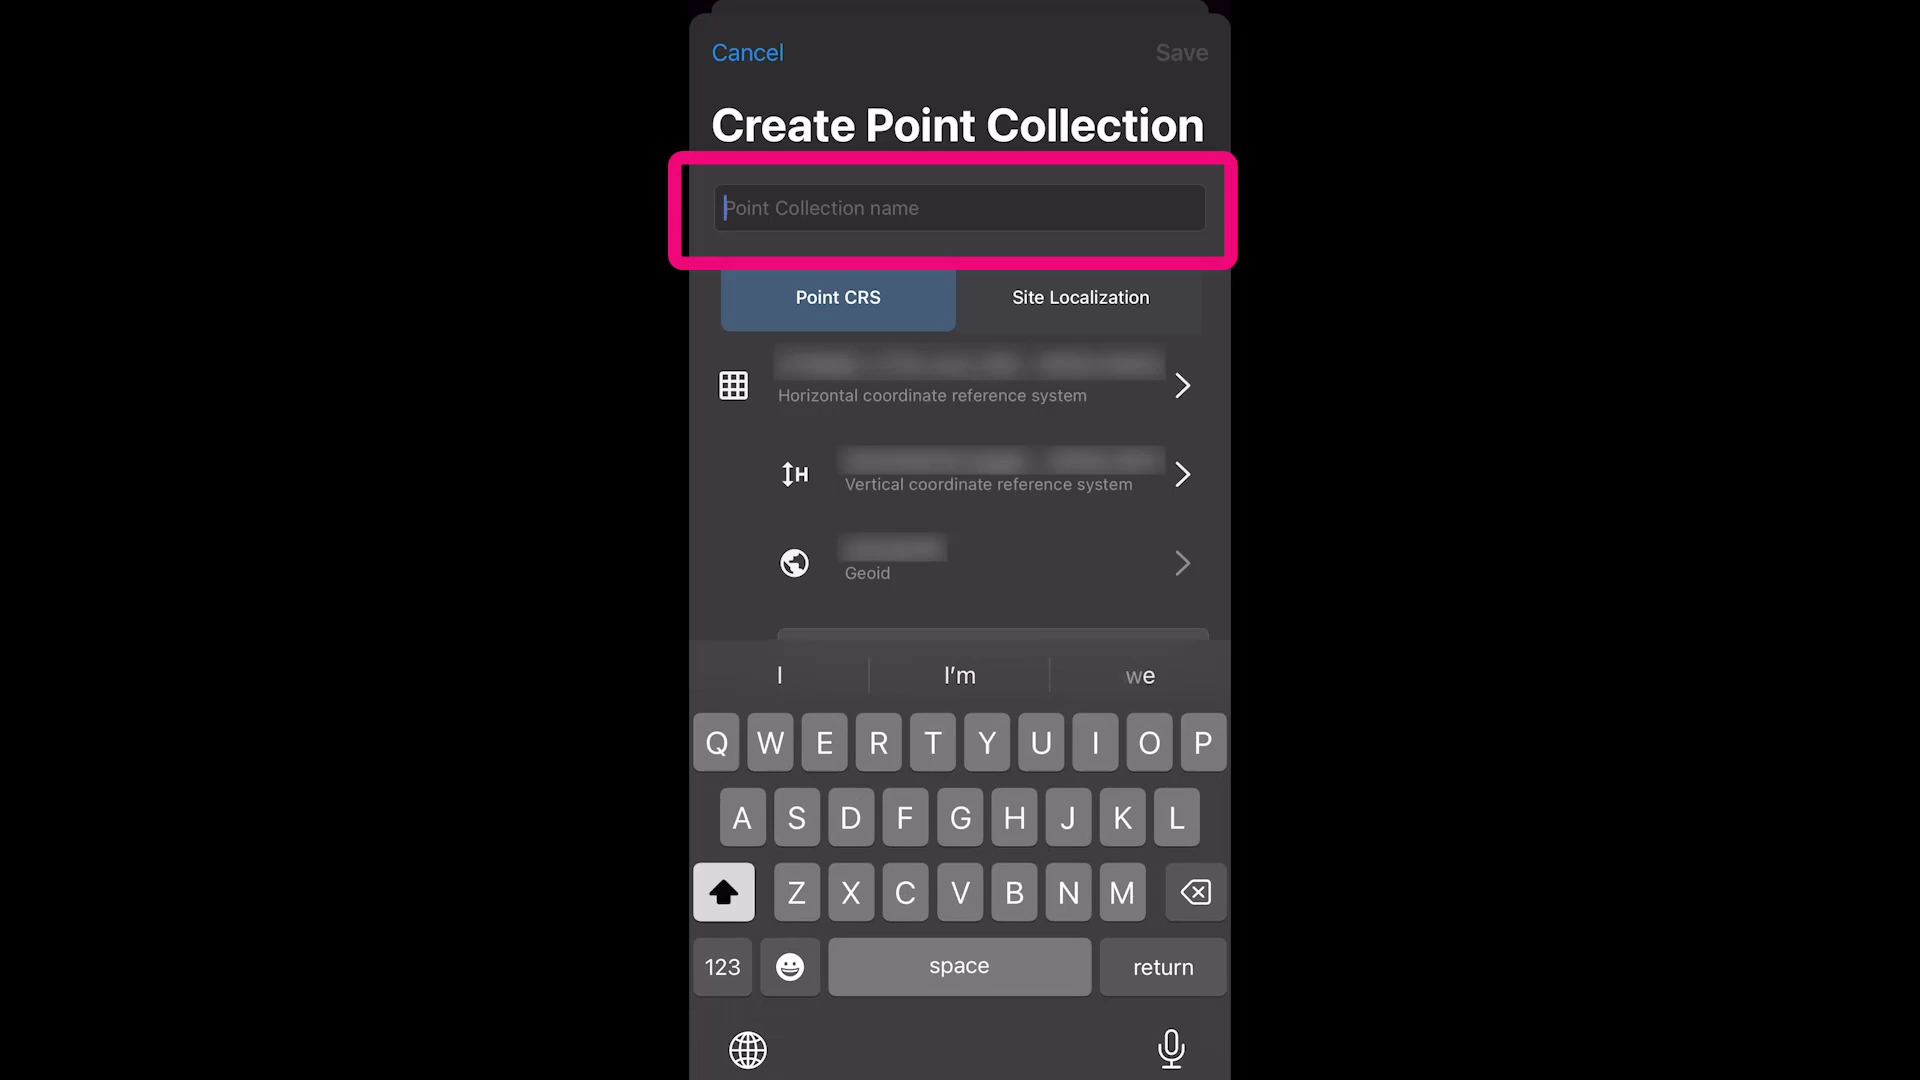 Cancel Save
Create Point Collection
Point Collection name
Point CRS Site Localization
Horizontal coordinate reference system
H
Vertical coordinate reference system
Geoid
I I’m we
Q W E R T Y U I O P
A S D F G H J K L
Z X C V B N M
123 space return